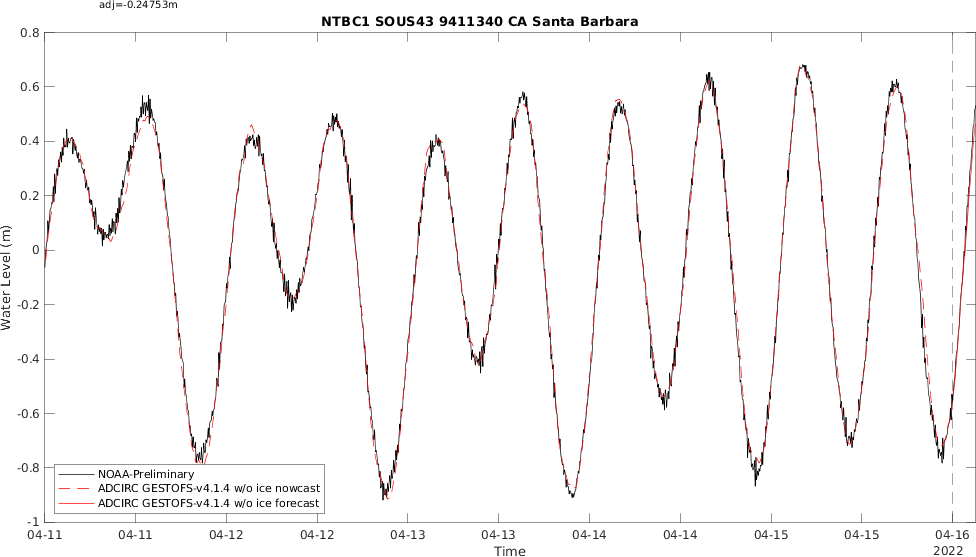 adj=-0.24753m
NTBC1 SOUS43 9411340 CA Santa Barbara
0.8
0.6
0.4
0.2
0
-0.2
-0.4
-0.6
-0.8
-1
Water Level (m)
NOAA-Preliminary
ADCIRC GESTOFS-v4.1.4 w/o ice nowcast
ADCIRC GESTOFS-v4.1.4 w/o ice forecast
04-11 04-11 04-12 04-12 04-13 04-13 04-14 04-14 04-15 04-15 04-16
2022
Time